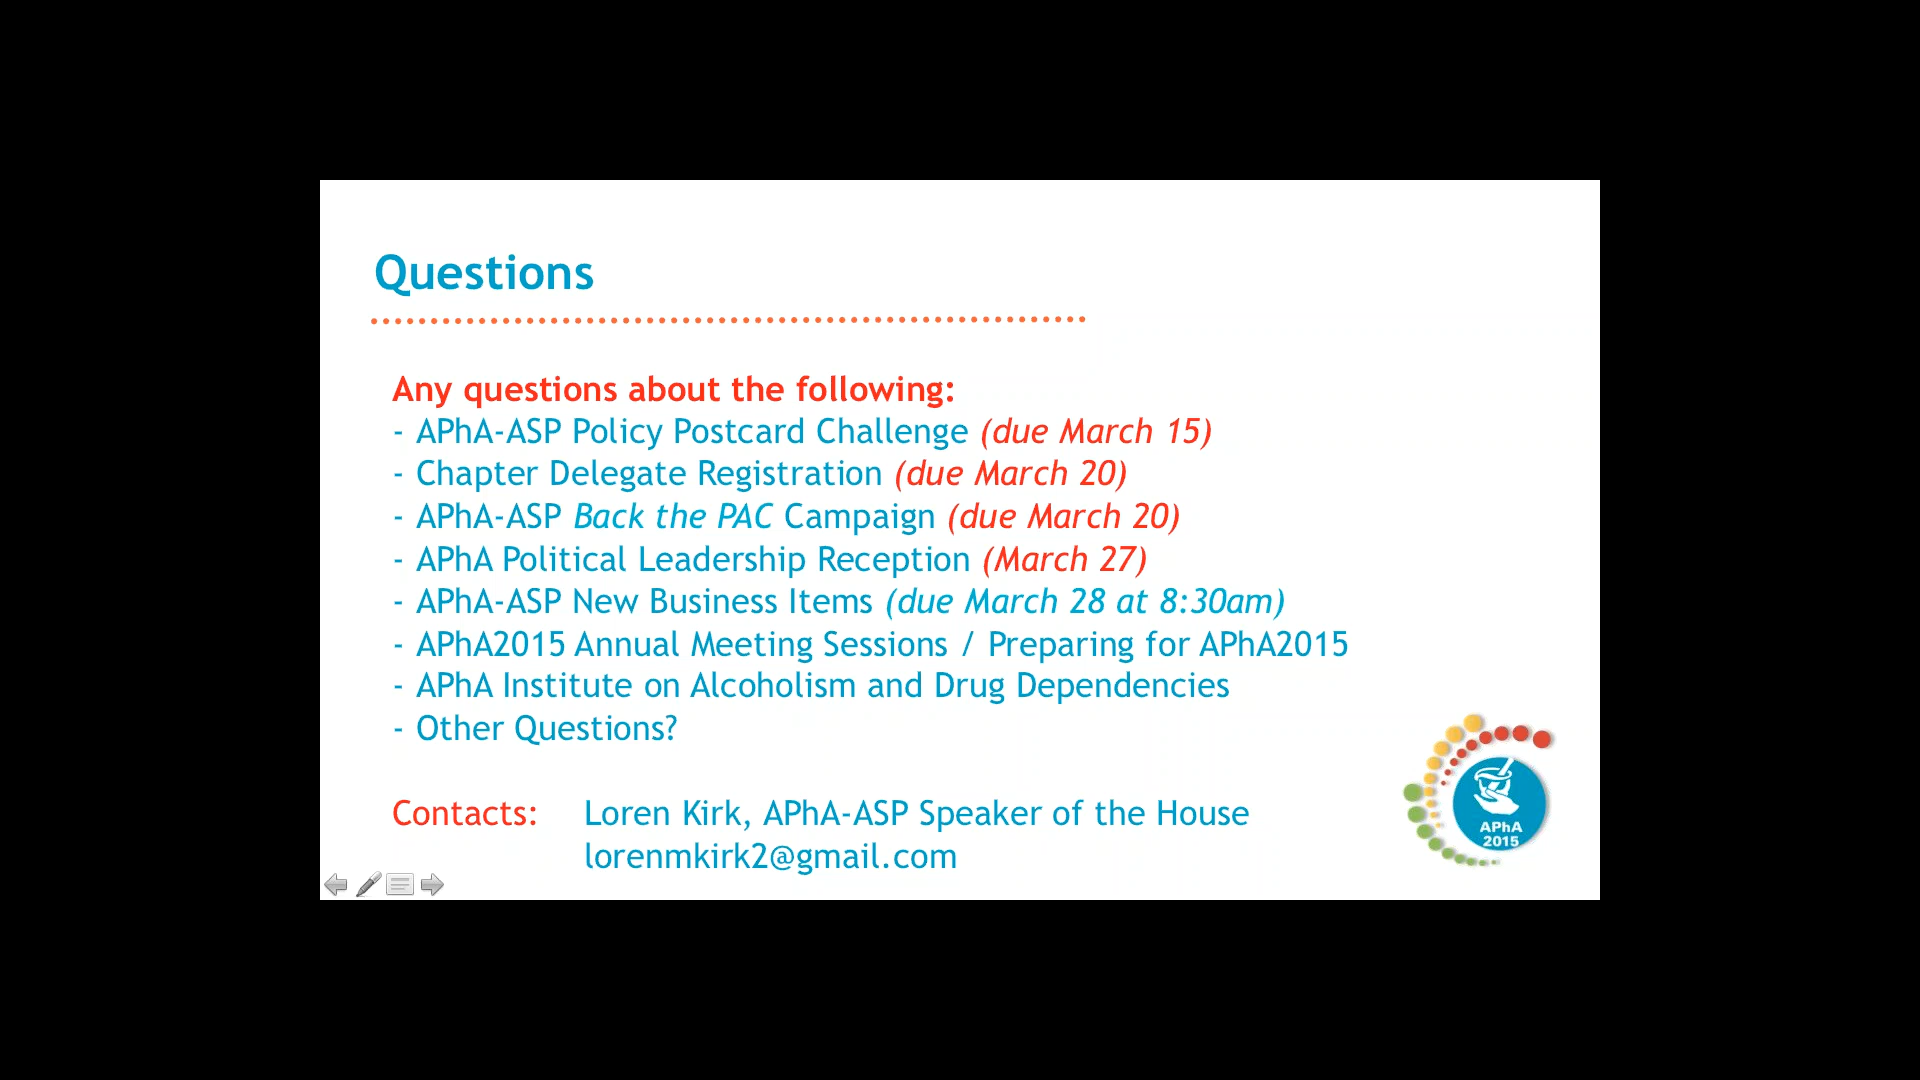 Questions
Any questions about the following:
- APhA-ASP Policy Postcard Challenge (due March 15)
- Chapter Delegate Registration (due March 20)
- APhA-ASP Back the PAC Campaign (due March 20)
- APhA Political Leadership Reception (March 27)
- APhA-ASP New Business Items (due March 28 at 8:30am)
- APhA2015 Annual Meeting Sessions / Preparing for APhA2015
- APhA Institute on Alcoholism and Drug Dependencies
- Other Questions?
Contacts: Loren Kirk, APhA-ASP Speaker of the House
lorenmkirk2@gmail.com
APhA
2015